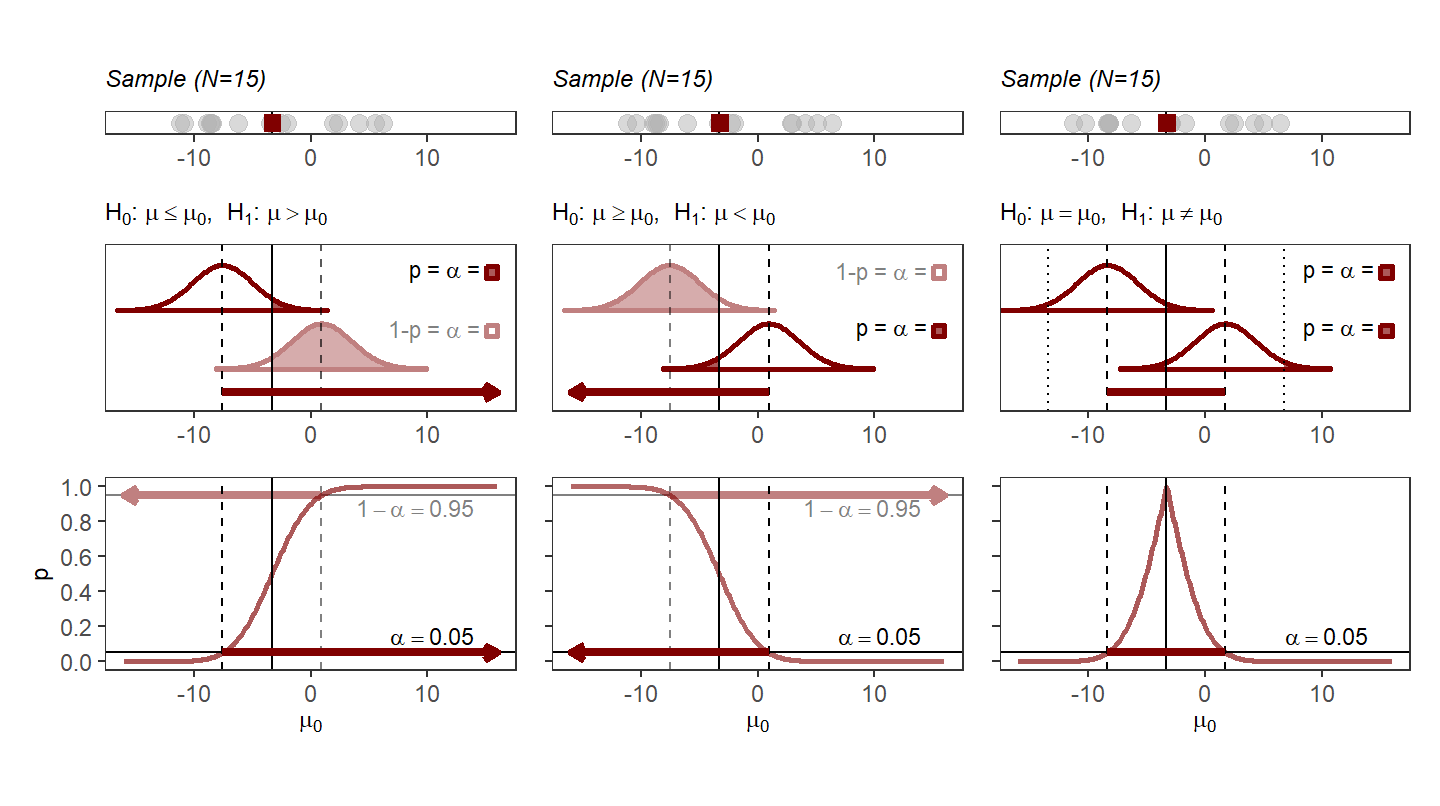 Sample (N=15) Sample (N=15) Sample (N=15)
-10 0 10 -10 0 10 -10 0 10
H₀: μ ≤ μ₀, H₁: μ > μ₀ H₀: μ ≥ μ₀, H₁: μ < μ₀ H₀: μ = μ₀, H₁: μ ≠ μ₀
p = α = 1-p = α = p = α =
1-p = α = p = α = p = α =
-10 0 10 -10 0 10 -10 0 10
1.0
1 − α = 0.95 1 − α = 0.95
0.8
0.6
p
0.4
0.2
α = 0.05 α = 0.05 α = 0.05
0.0
-10 0 10 -10 0 10 -10 0 10
μ₀ μ₀ μ₀